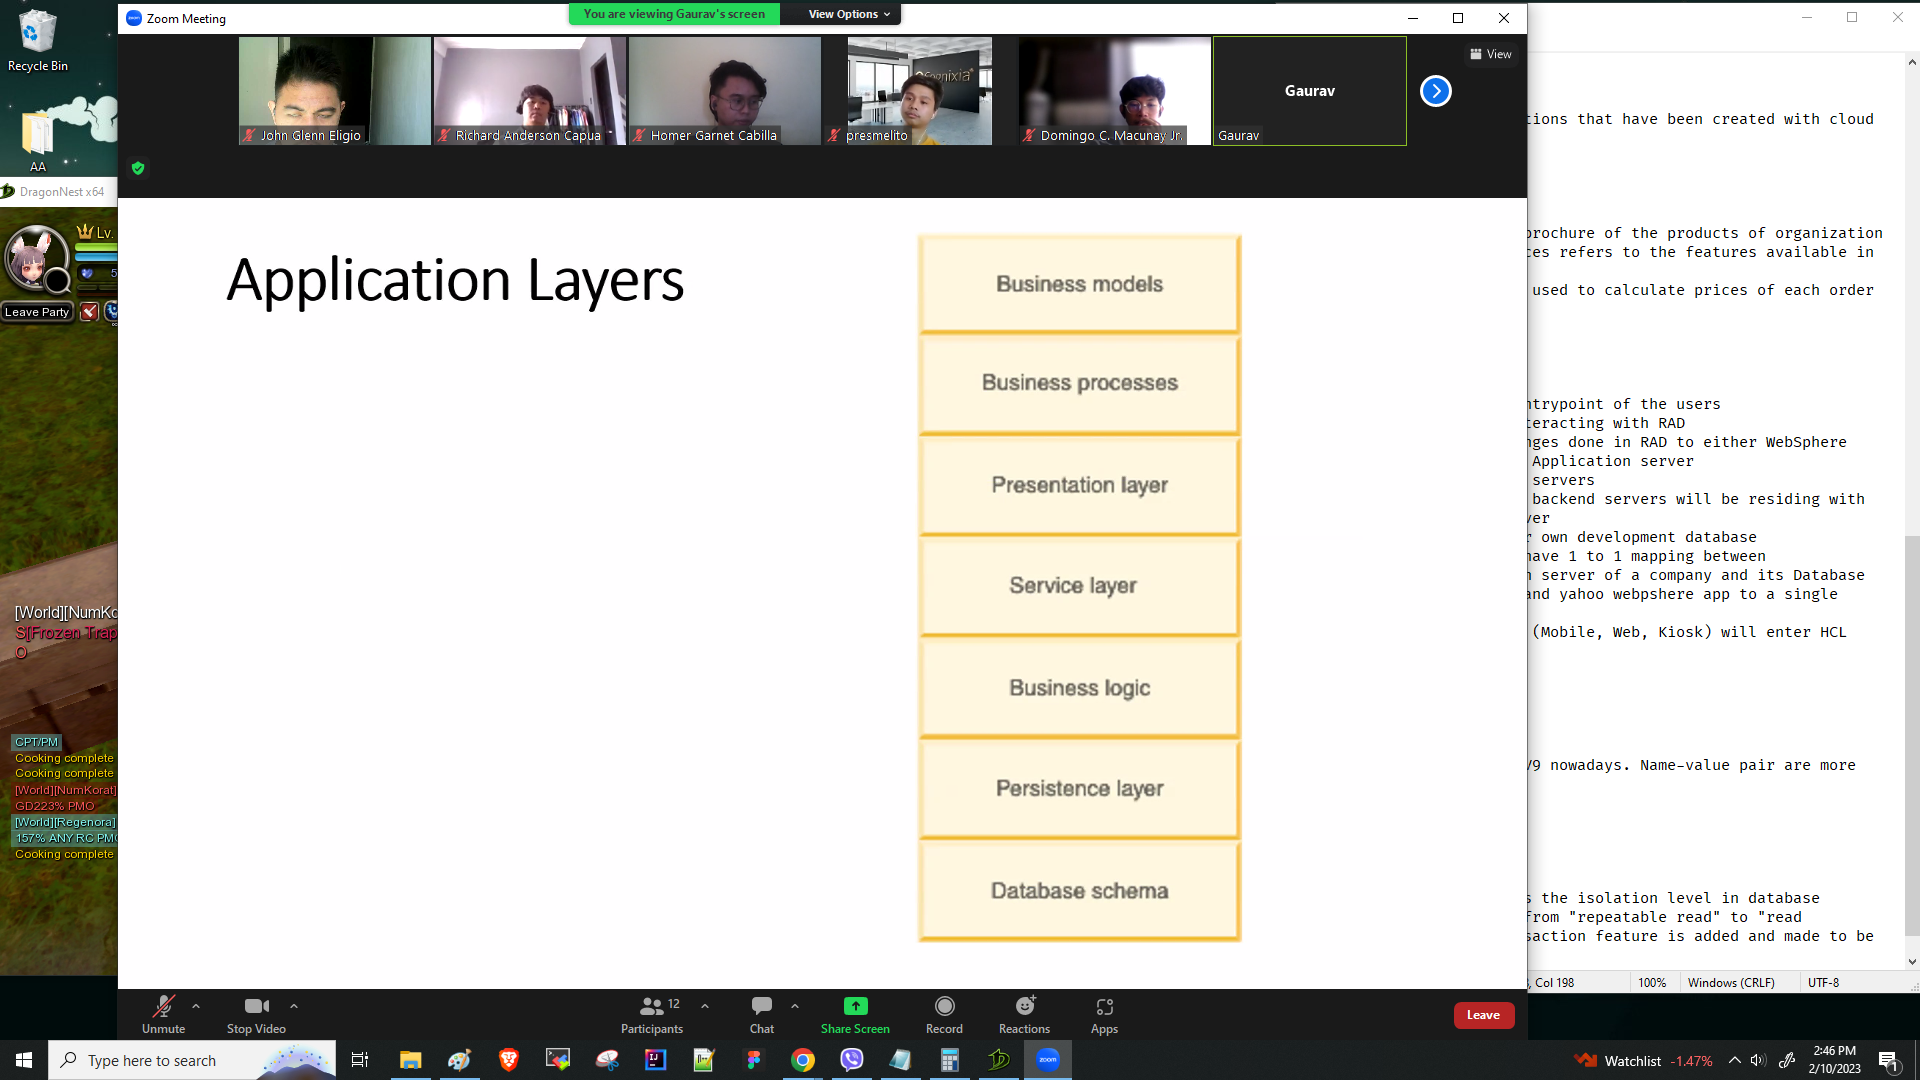 Recycle Bin
AA
DragonNest x64
Lv.
5
Leave Party
[World][NumKo
S[Frozen Trap
O
CPT/PM
Cooking complete
Cooking complete
[World][NumKorat]
GD223% PMO
[World][Regenora]
157% ANY RC PMO
Cooking complete
Zoom Meeting
You are viewing Gaurav's screen
View Options
View
John Glenn Eligio
Richard Anderson Capua
Homer Garnet Cabilla
Cognixia
presmelito
Domingo C. Macunay Jr.
Gaurav
Gaurav
Application Layers
Business models
Business processes
Presentation layer
Service layer
Business logic
Persistence layer
Database schema
tions that have been created with cloud
brochure of the products of organization
ces refers to the features available in
used to calculate prices of each order
ntrypoint of the users
teracting with RAD
nges done in RAD to either WebSphere
Application server
servers
backend servers will be residing with
ver
r own development database
have 1 to 1 mapping between
n server of a company and its Database
and yahoo webpshere app to a single
(Mobile, Web, Kiosk) will enter HCL
V9 nowadays. Name-value pair are more
s the isolation level in database
from "repeatable read" to "read
saction feature is added and made to be
, Col 198
100%
Windows (CRLF)
UTF-8
Unmute
Stop Video
Participants
12
Chat
Share Screen
Record
Reactions
Apps
Leave
Type here to search
zoom
Watchlist -1.47%
2:46 PM
2/10/2023
1